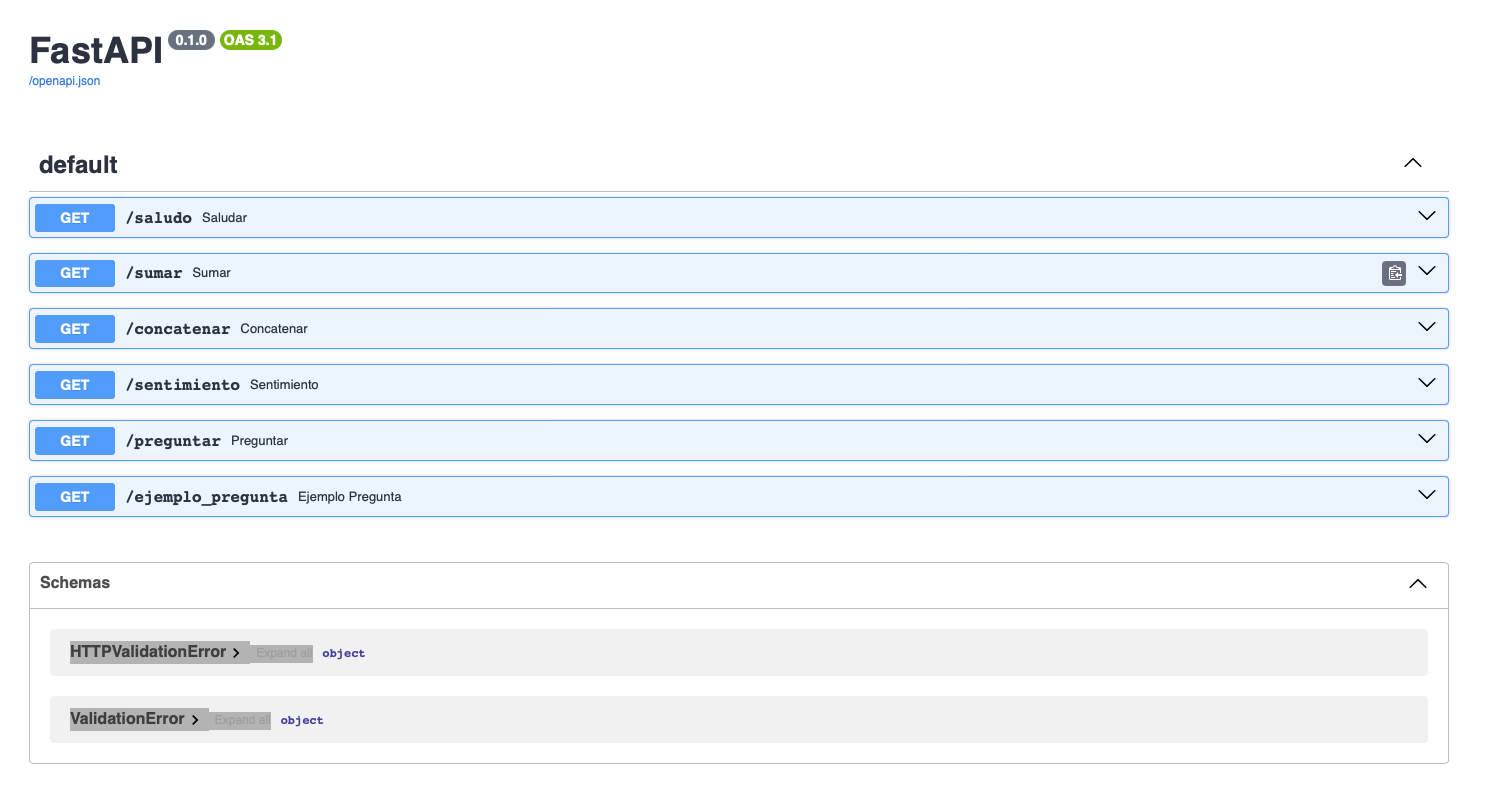 FastAPI 0.1.0 OAS 3.1
/openapi.json
default
GET /saludo Saludar
GET /sumar Sumar
GET /concatenar Concatenar
GET /sentimiento Sentimiento
GET /preguntar Preguntar
GET /ejemplo_pregunta Ejemplo Pregunta
Schemas
HTTPValidationError Expand all object
ValidationError Expand all object